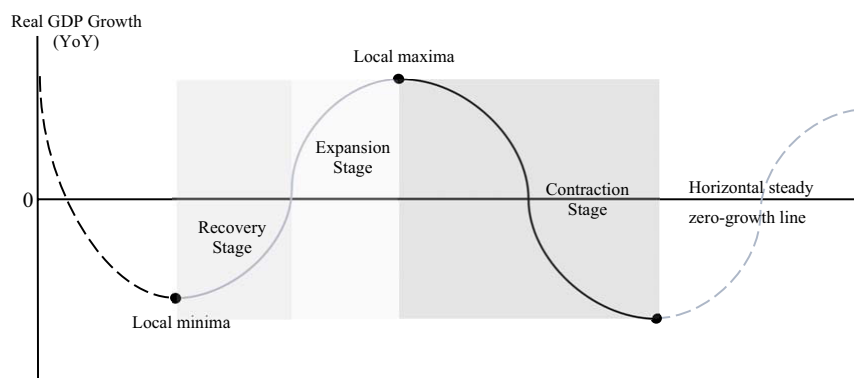 Real GDP Growth
(YoY)
Local maxima
Expansion
Stage
Contraction
Stage
Horizontal steady
0
zero-growth line
Recovery
Stage
Local minima